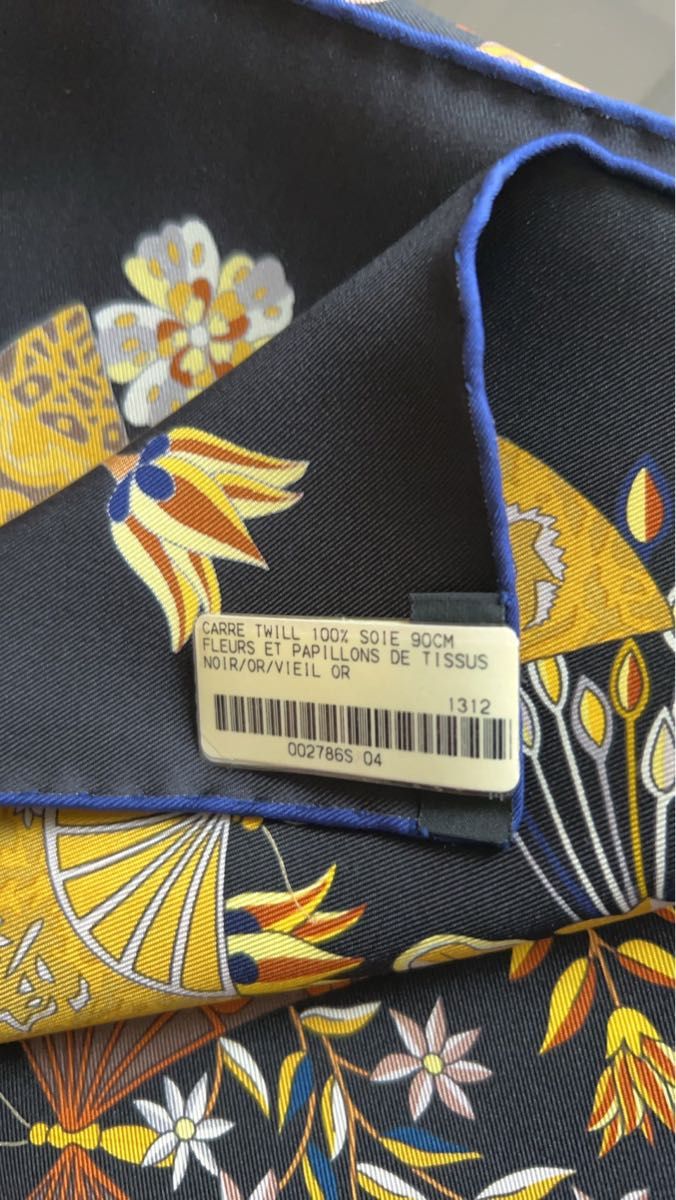 CARRE TWILL 100% SOIE 90CM
FLEURS ET PAPILLONS DE TISSUS
NOIR/OR/VIEIL OR
1312
002786S 04